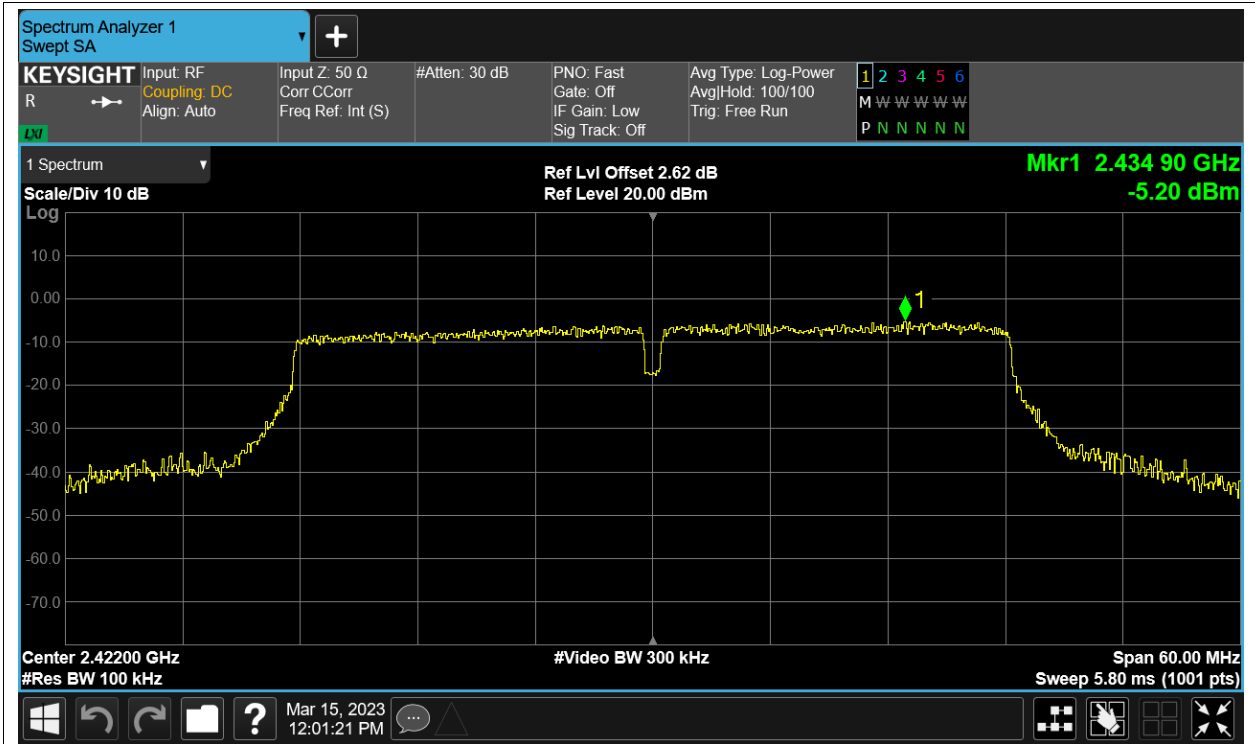 Spectrum Analyzer 1
Swept SA
KEYSIGHT
R
LXI
Input: RF
Coupling: DC
Align: Auto
Input Z: 50 Ω
Corr CCorr
Freq Ref: Int (S)
#Atten: 30 dB
PNO: Fast
Gate: Off
IF Gain: Low
Sig Track: Off
Avg Type: Log-Power
Avg|Hold: 100/100
Trig: Free Run
1 2 3 4 5 6
M W W W W W
P N N N N N
1 Spectrum
Scale/Div 10 dB
Ref Lvl Offset 2.62 dB
Ref Level 20.00 dBm
Mkr1 2.434 90 GHz
-5.20 dBm
Log
10.0
0.00
-10.0
-20.0
-30.0
-40.0
-50.0
-60.0
-70.0
1
Center 2.42200 GHz
#Res BW 100 kHz
#Video BW 300 kHz
Span 60.00 MHz
Sweep 5.80 ms (1001 pts)
?
Mar 15, 2023
12:01:21 PM